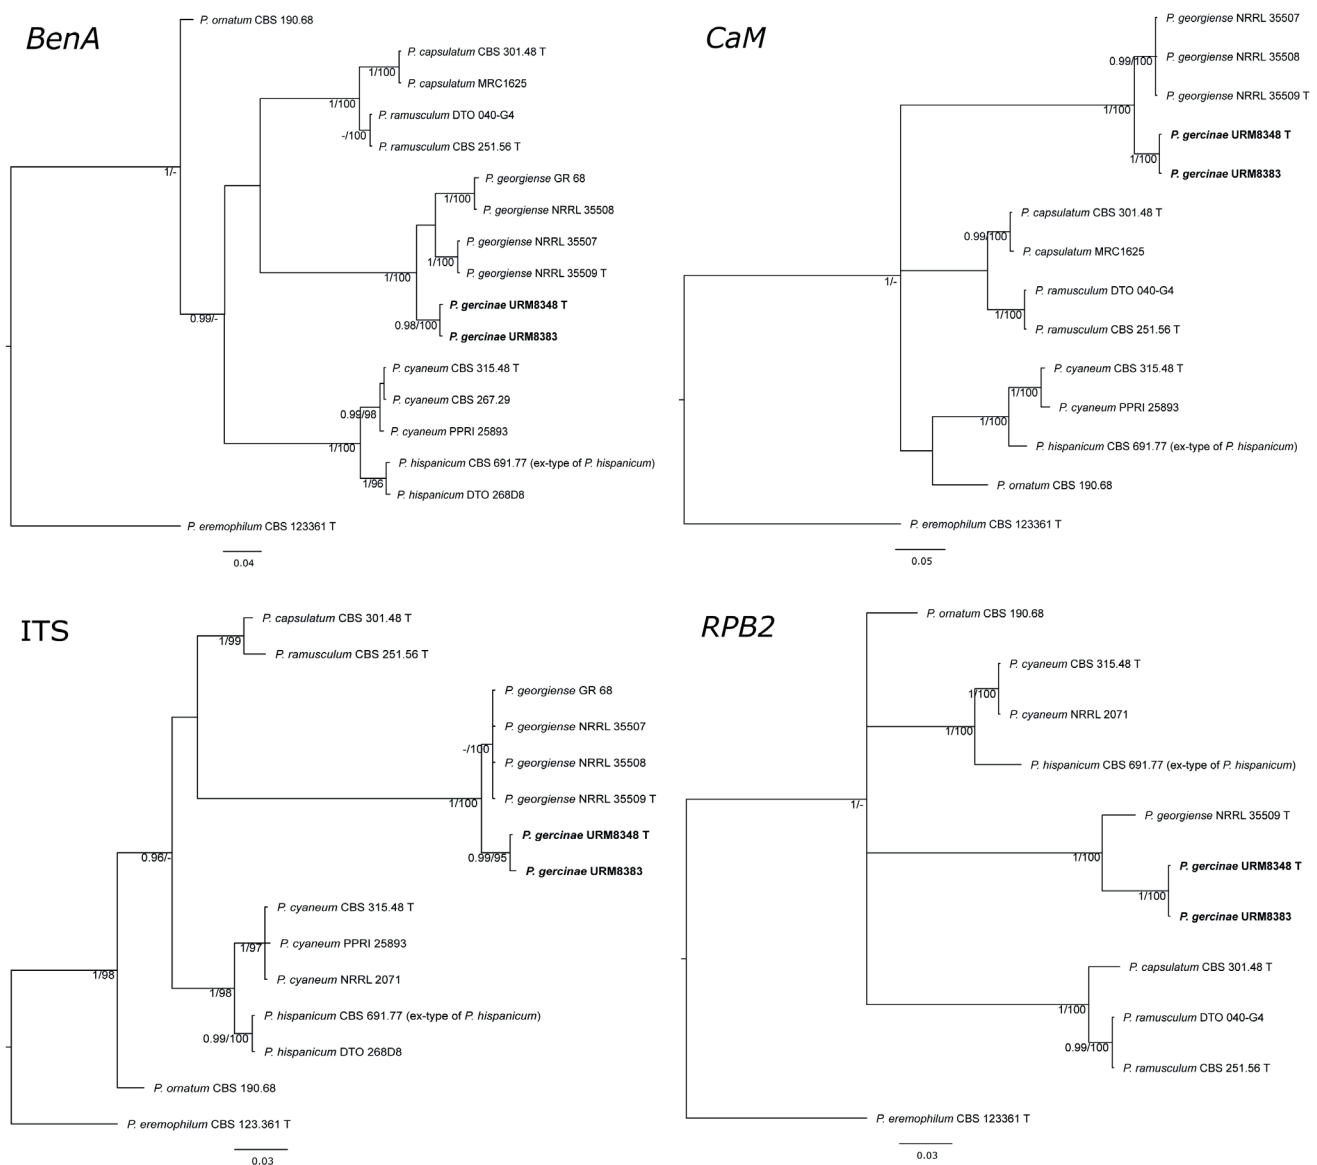 BenA
P. ornatum CBS 190.68
P. capsulatum CBS 301.48 T
1/100
P. capsulatum MRC1625
1/100
P. ramusculum DTO 040-G4
-/100
P. ramusculum CBS 251.56 T
1/-
P. georgiense GR 68
1/100
P. georgiense NRRL 35508
P. georgiense NRRL 35507
1/100
P. georgiense NRRL 35509 T
1/100
P. gercinae URM8348 T
0.99/-
0.98/100
P. gercinae URM8383
P. cyaneum CBS 315.48 T
P. cyaneum CBS 267.29
0.99/98
P. cyaneum PPRI 25893
1/100
P. hispanicum CBS 691.77 (ex-type of P. hispanicum)
1/96
P. hispanicum DTO 268D8
P. eremophilum CBS 123361 T
0.04
CaM
P. georgiense NRRL 35507
0.99/100
P. georgiense NRRL 35508
P. georgiense NRRL 35509 T
1/100
P. gercinae URM8348 T
1/100
P. gercinae URM8383
P. capsulatum CBS 301.48 T
0.99/100
P. capsulatum MRC1625
1/-
P. ramusculum DTO 040-G4
1/100
P. ramusculum CBS 251.56 T
P. cyaneum CBS 315.48 T
1/100
P. cyaneum PPRI 25893
1/100
P. hispanicum CBS 691.77 (ex-type of P. hispanicum)
P. ornatum CBS 190.68
P. eremophilum CBS 123361 T
0.05
ITS
P. capsulatum CBS 301.48 T
1/99
P. ramusculum CBS 251.56 T
P. georgiense GR 68
P. georgiense NRRL 35507
-/100
P. georgiense NRRL 35508
P. georgiense NRRL 35509 T
1/100
P. gercinae URM8348 T
0.96/-
0.99/95
P. gercinae URM8383
P. cyaneum CBS 315.48 T
1/97
P. cyaneum PPRI 25893
1/98
P. cyaneum NRRL 2071
1/98
P. hispanicum CBS 691.77 (ex-type of P. hispanicum)
0.99/100
P. hispanicum DTO 268D8
P. ornatum CBS 190.68
P. eremophilum CBS 123.361 T
0.03
RPB2
P. ornatum CBS 190.68
P. cyaneum CBS 315.48 T
1/100
P. cyaneum NRRL 2071
1/100
P. hispanicum CBS 691.77 (ex-type of P. hispanicum)
1/-
P. georgiense NRRL 35509 T
1/100
P. gercinae URM8348 T
1/100
P. gercinae URM8383
P. capsulatum CBS 301.48 T
1/100
P. ramusculum DTO 040-G4
0.99/100
P. ramusculum CBS 251.56 T
P. eremophilum CBS 123361 T
0.03